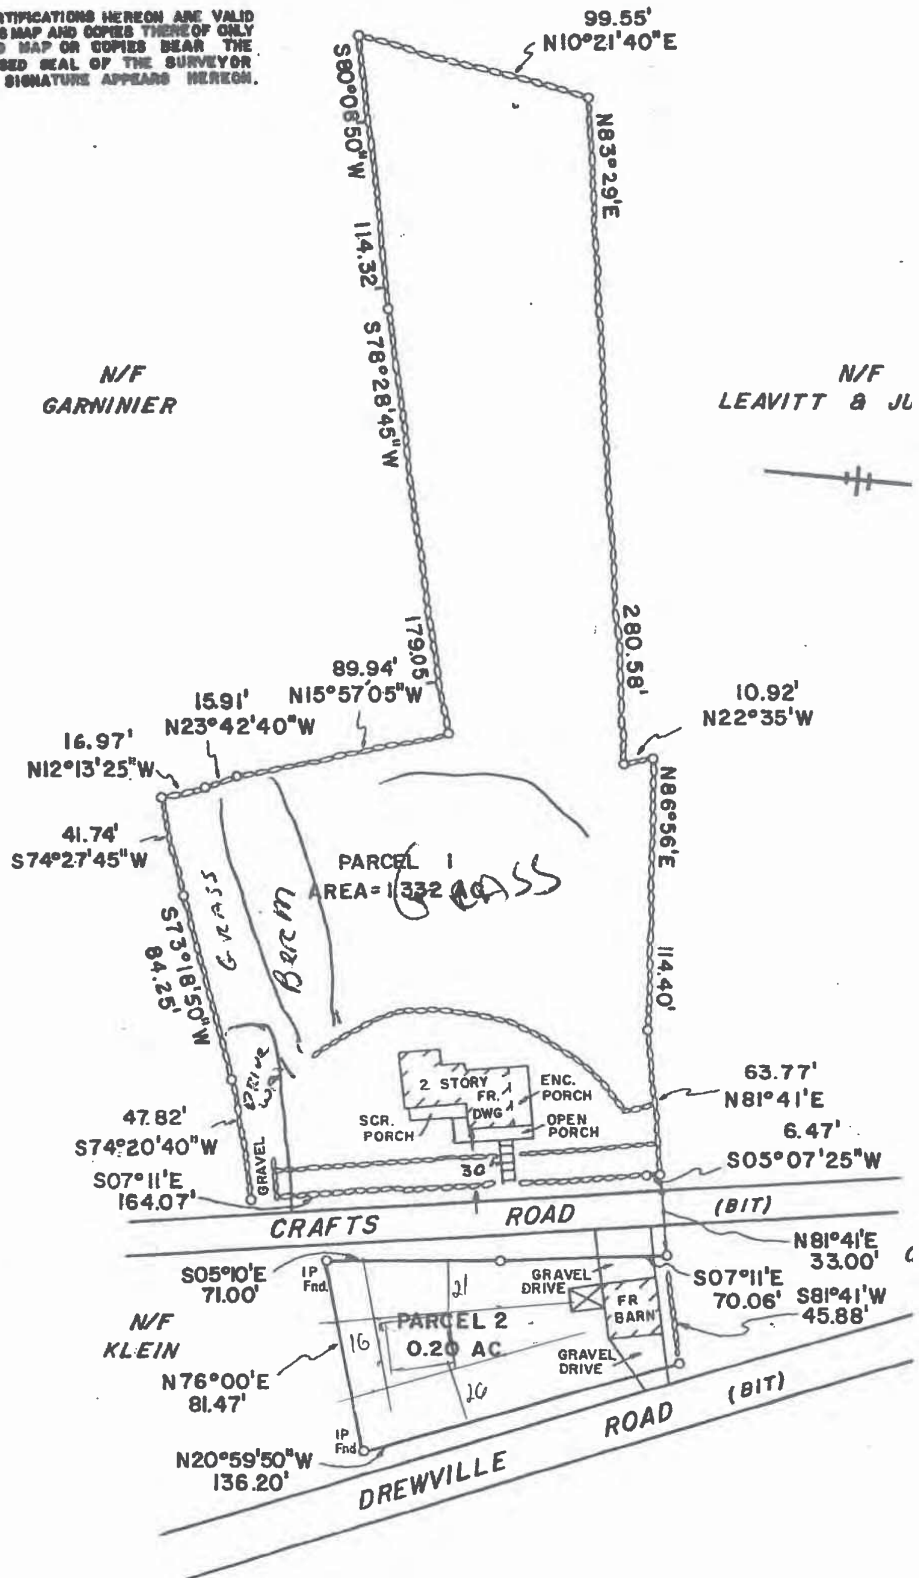 RTIFICATIONS HEREON ARE VALID
S MAP AND COPIES THEREOF ONLY
D MAP OR COPIES BEAR THE
SED SEAL OF THE SURVEYOR
SIGNATURE APPEARS HEREON.
99.55'
N10°21'40"E
S80°06'50"W
114.32'
N83°29'E
280.58'
S78°28'45"W
179.05'
N/F
GARNINIER
N/F
LEAVITT & JU
89.94'
N15°57'05"W
15.91'
N23°42'40"W
16.97'
N12°13'25"W
10.92'
N22°35'W
41.74'
S74°27'45"W
N86°56'E
114.40'
PARCEL 1
AREA=1.332 AC.
GRASS
Grass
Berm
S73°18'50"W
84.25'
DRIVE
WAY
2 STORY
FR.
DWG
ENC.
PORCH
SCR.
PORCH
OPEN
PORCH
63.77'
N81°41'E
6.47'
S05°07'25"W
47.82'
S74°20'40"W
GRAVEL
30'
S07°11'E
164.07'
CRAFTS ROAD (BIT)
N81°41'E
33.00'
S05°10'E
71.00'
IP
Fnd.
21
GRAVEL
DRIVE
S07°11'E
70.06'
S81°41'W
45.88'
FR
BARN
N/F
KLEIN
PARCEL 2
0.20 AC
16
20
GRAVEL
DRIVE
N76°00'E
81.47'
IP
Fnd
N20°59'50"W
136.20'
DREWVILLE ROAD (BIT)